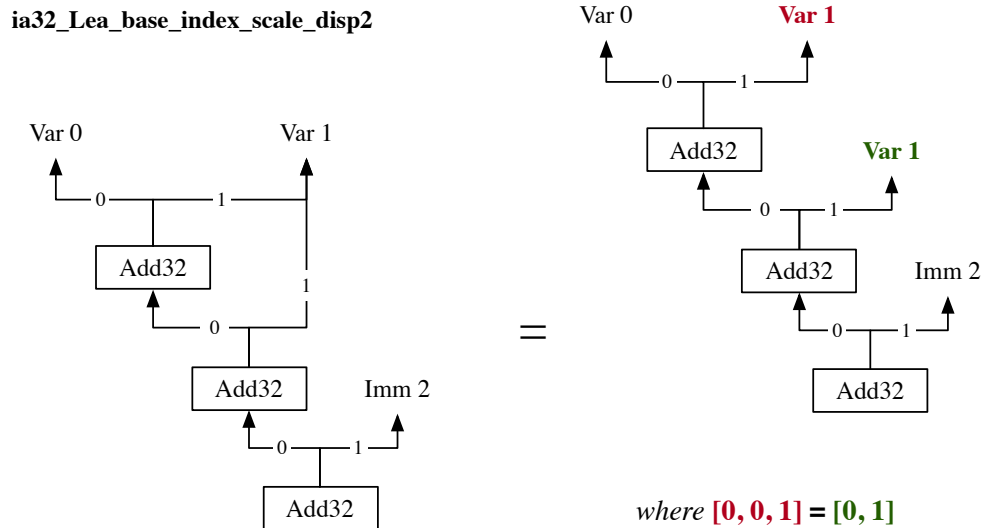 ia32_Lea_base_index_scale_disp2
Var 0
Var 1
0
1
Add32
1
0
Add32
Imm 2
0
1
Add32
=
Var 0
Var 1
0
1
Add32
Var 1
0
1
Add32
Imm 2
0
1
Add32
where [0, 0, 1] = [0, 1]